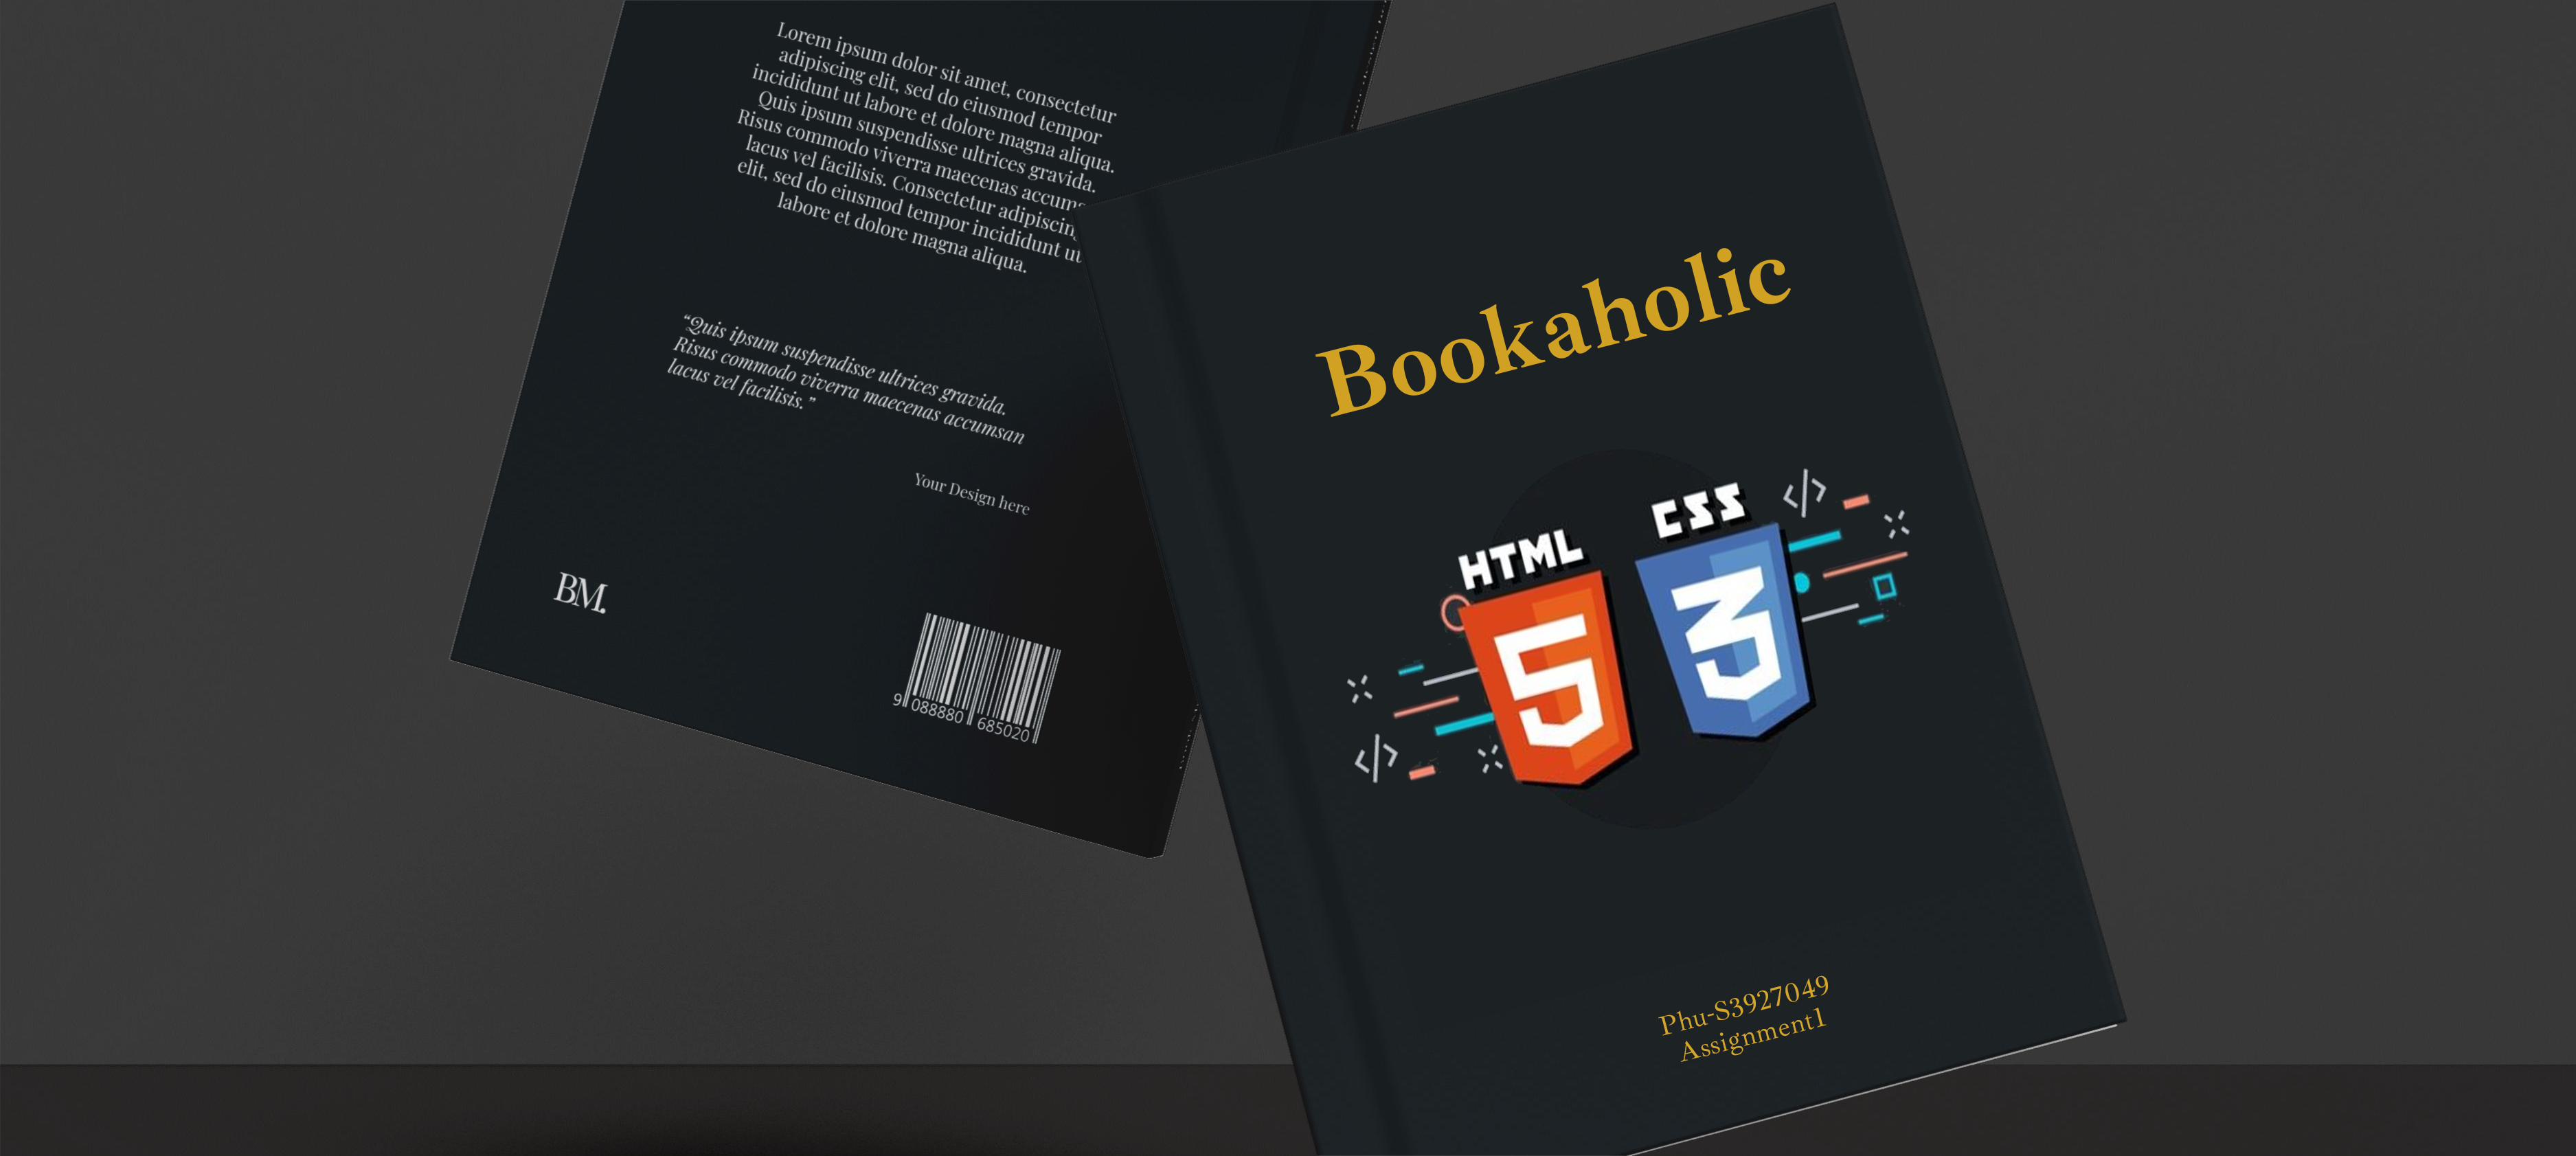 Lorem ipsum dolor sit amet, consectetur
adipiscing elit, sed do eiusmod tempor
incididunt ut labore et dolore magna aliqua.
Quis ipsum suspendisse ultrices gravida.
Risus commodo viverra maecenas
lacus vel facilisis. Consectetur
elit, sed do eiusmod tempor incididunt ut
labore et dolore magna aliqua.
“Quis ipsum suspendisse ultrices gravida.
Risus commodo viverra maecenas accumsan
lacus vel facilisis.”
Your Design here
BM.
9 088880 685020
Bookaholic
HTML
5
CSS
3
</>
</>
Phu-S3927049
Assignment1